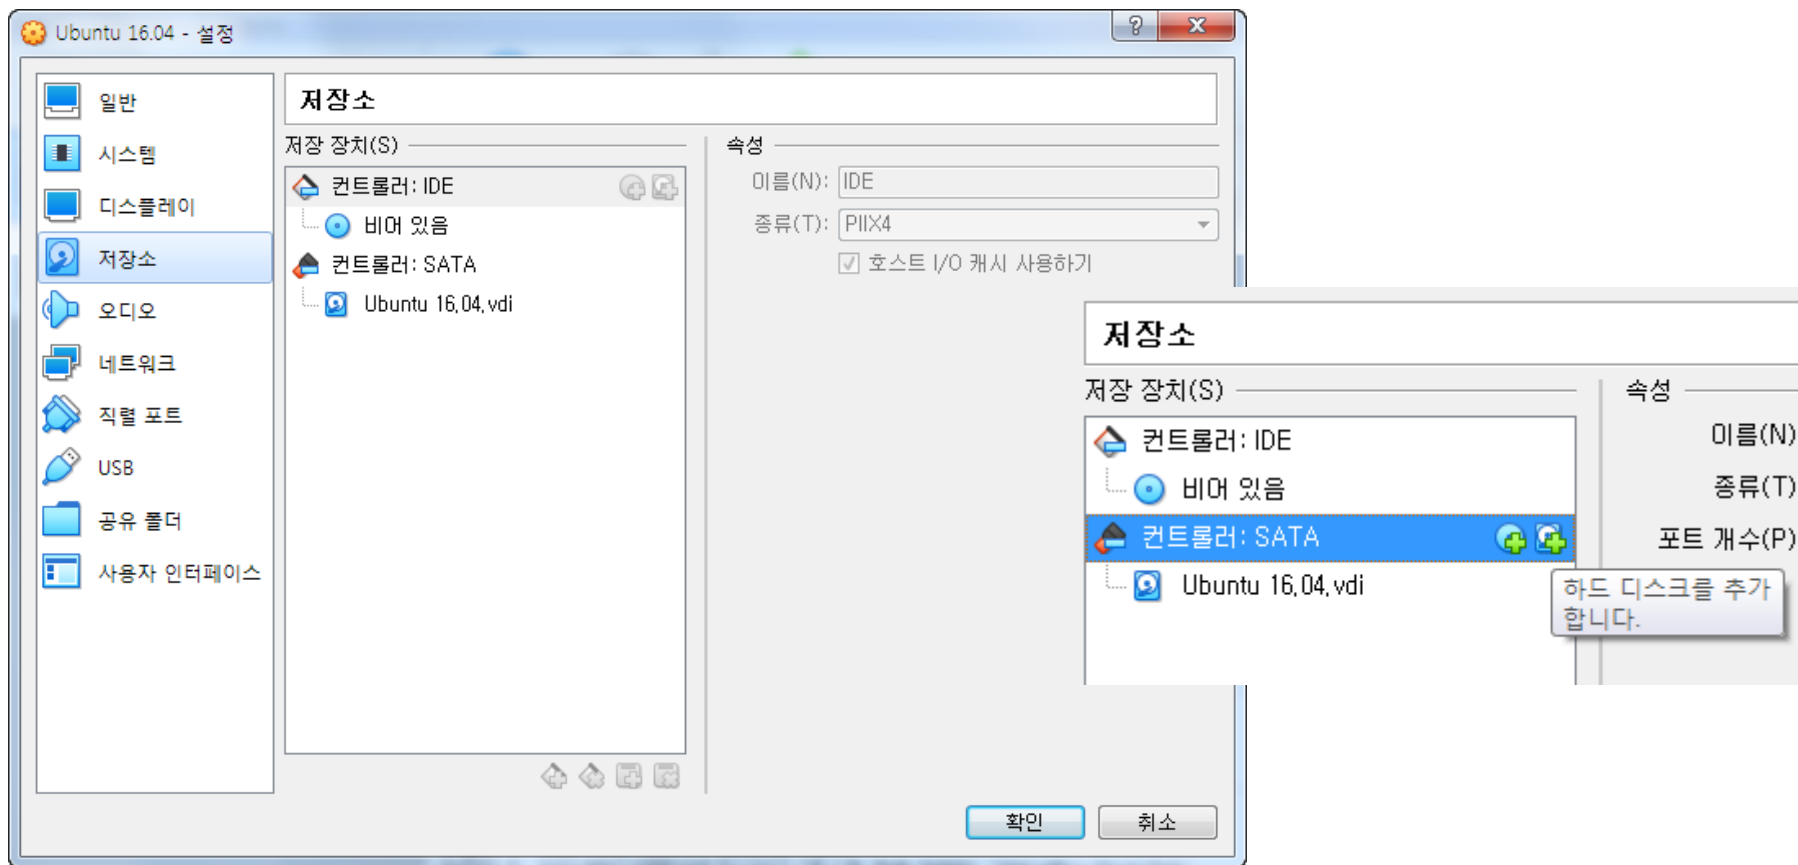 Ubuntu 16.04 - 설정
일반
시스템
디스플레이
저장소
오디오
네트워크
직렬 포트
USB
공유 폴더
사용자 인터페이스
저장소
저장 장치(S)
컨트롤러: IDE
비어 있음
컨트롤러: SATA
Ubuntu 16.04.vdi
속성
이름(N): IDE
종류(T): PIIX4
호스트 I/O 캐시 사용하기
확인
취소
저장소
저장 장치(S)
컨트롤러: IDE
비어 있음
컨트롤러: SATA
Ubuntu 16.04.vdi
속성
이름(N)
종류(T)
포트 개수(P)
하드 디스크를 추가
합니다.